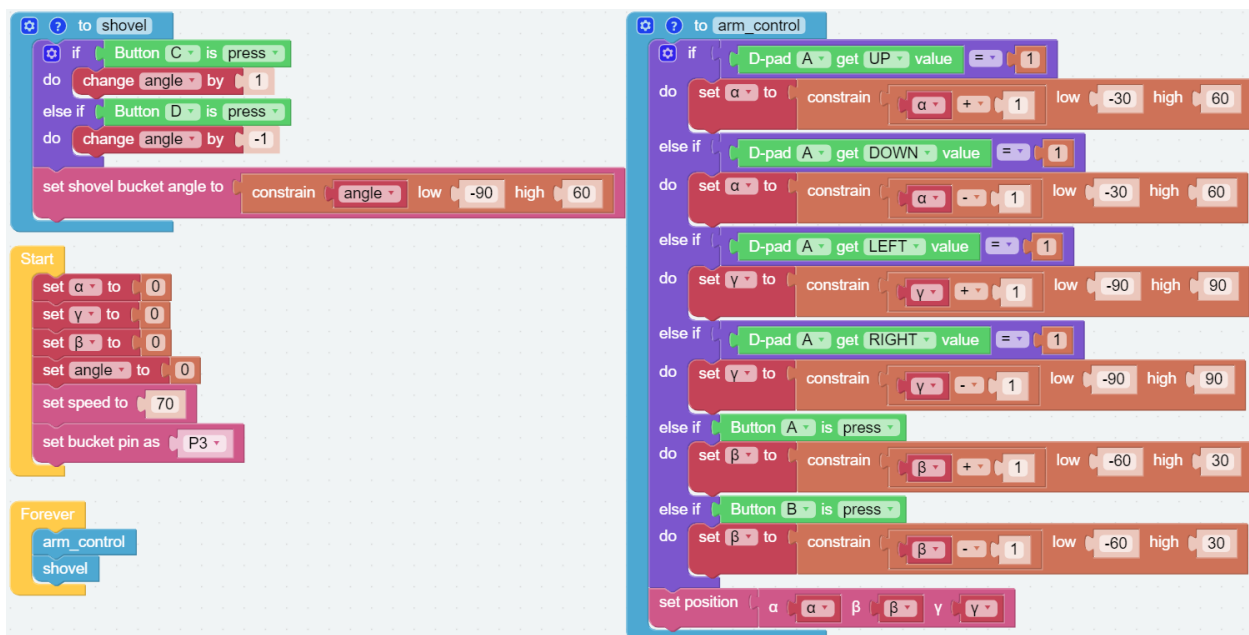 to shovel
if Button C is press
do change angle by 1
else if Button D is press
do change angle by -1
set shovel bucket angle to constrain angle low -90 high 60
Start
set α to 0
set γ to 0
set β to 0
set angle to 0
set speed to 70
set bucket pin as P3
Forever
arm_control
shovel
to arm_control
if D-pad A get UP value = 1
do set α to constrain α + 1 low -30 high 60
else if D-pad A get DOWN value = 1
do set α to constrain α - 1 low -30 high 60
else if D-pad A get LEFT value = 1
do set γ to constrain γ + 1 low -90 high 90
else if D-pad A get RIGHT value = 1
do set γ to constrain γ - 1 low -90 high 90
else if Button A is press
do set β to constrain β + 1 low -60 high 30
else if Button B is press
do set β to constrain β - 1 low -60 high 30
set position α α β β γ γ